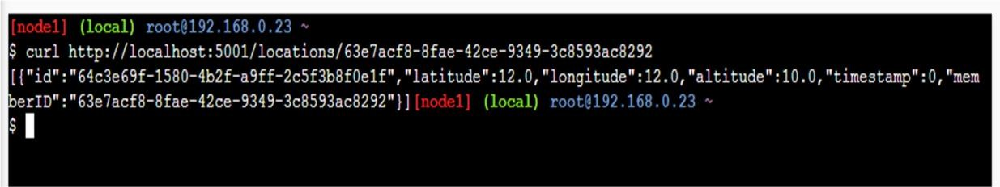 [node1] (local) root@192.168.0.23 ~
$ curl http://localhost:5001/locations/63e7acf8-8fae-42ce-9349-3c8593ac8292
[{"id":"64c3e69f-1580-4b2f-a9ff-2c5f3b8f0e1f","latitude":12.0,"longitude":12.0,"altitude":10.0,"timestamp":0,"mem
berID":"63e7acf8-8fae-42ce-9349-3c8593ac8292"}][node1] (local) root@192.168.0.23 ~
$